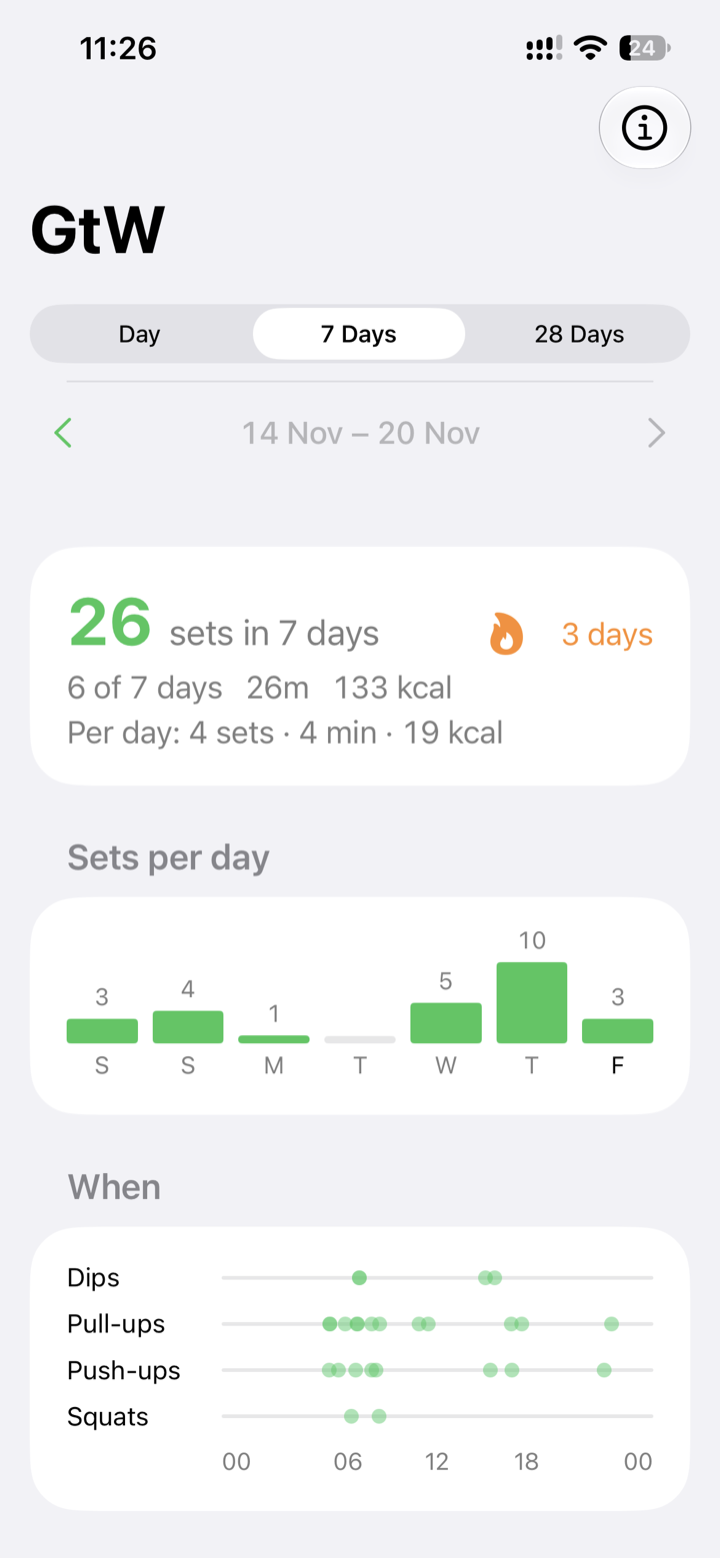 11:26 24
GtW
Day 7 Days 28 Days
14 Nov – 20 Nov
26 sets in 7 days 3 days
6 of 7 days 26m 133 kcal
Per day: 4 sets · 4 min · 19 kcal
Sets per day
3 4 1 5 10 3
S S M T W T F
When
Dips
Pull-ups
Push-ups
Squats
00 06 12 18 00